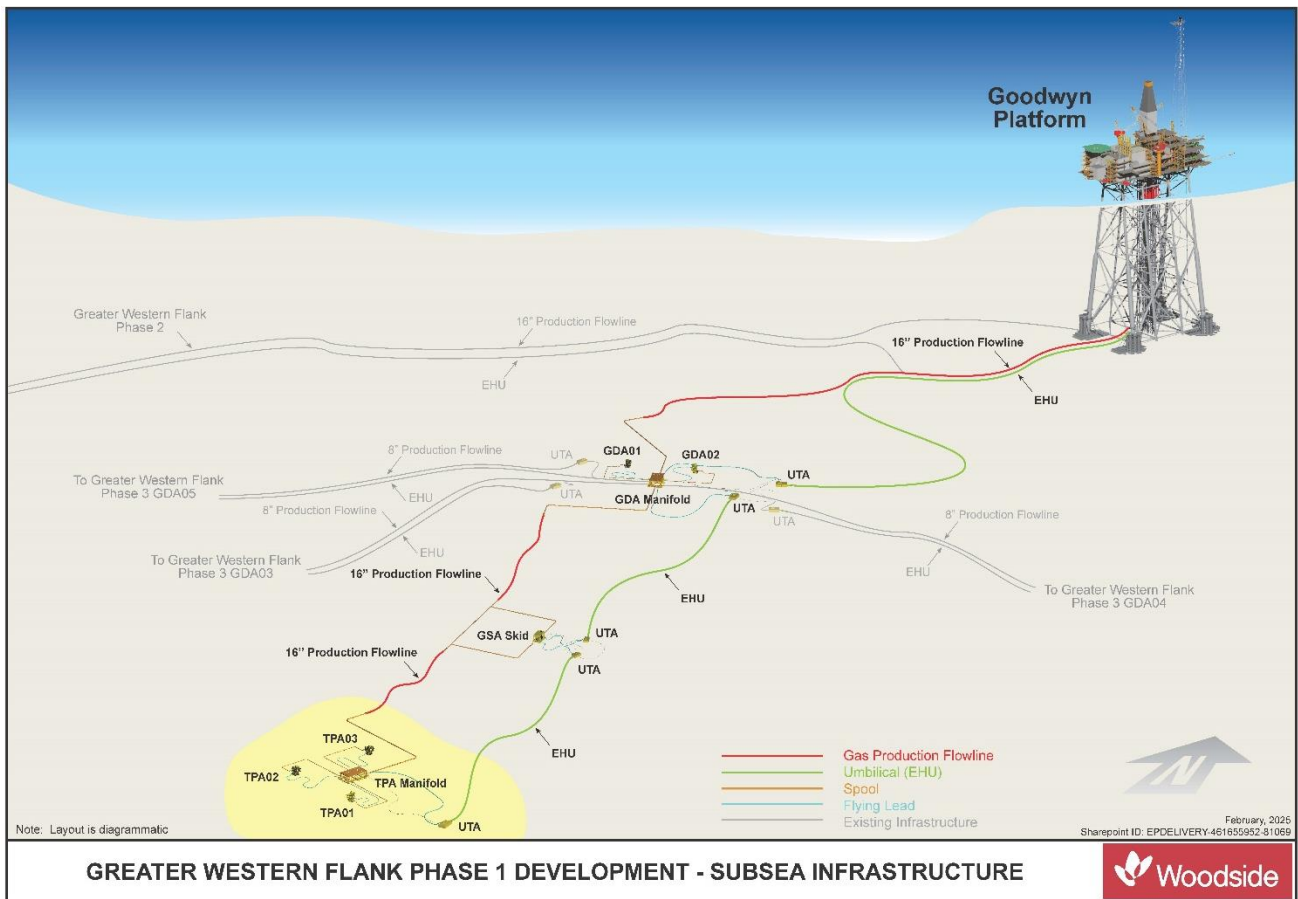 Goodwyn
Platform
Greater Western Flank
Phase 2
16" Production Flowline
EHU
16" Production Flowline
EHU
8" Production Flowline
UTA
GDA01
GDA02
To Greater Western Flank
Phase 3 GDA05
EHU
UTA
GDA Manifold
UTA
UTA
UTA
8" Production Flowline
8" Production Flowline
EHU
To Greater Western Flank
Phase 3 GDA03
EHU
To Greater Western Flank
Phase 3 GDA04
16" Production Flowline
EHU
GSA Skid
UTA
UTA
16" Production Flowline
EHU
TPA03
TPA02
TPA Manifold
TPA01
UTA
Gas Production Flowline
Umbilical (EHU)
Spool
Flying Lead
Existing Infrastructure
N
Note: Layout is diagrammatic
February, 2026
Sharepoint ID: EPDELIVERY-461655952-81069
GREATER WESTERN FLANK PHASE 1 DEVELOPMENT - SUBSEA INFRASTRUCTURE
Woodside